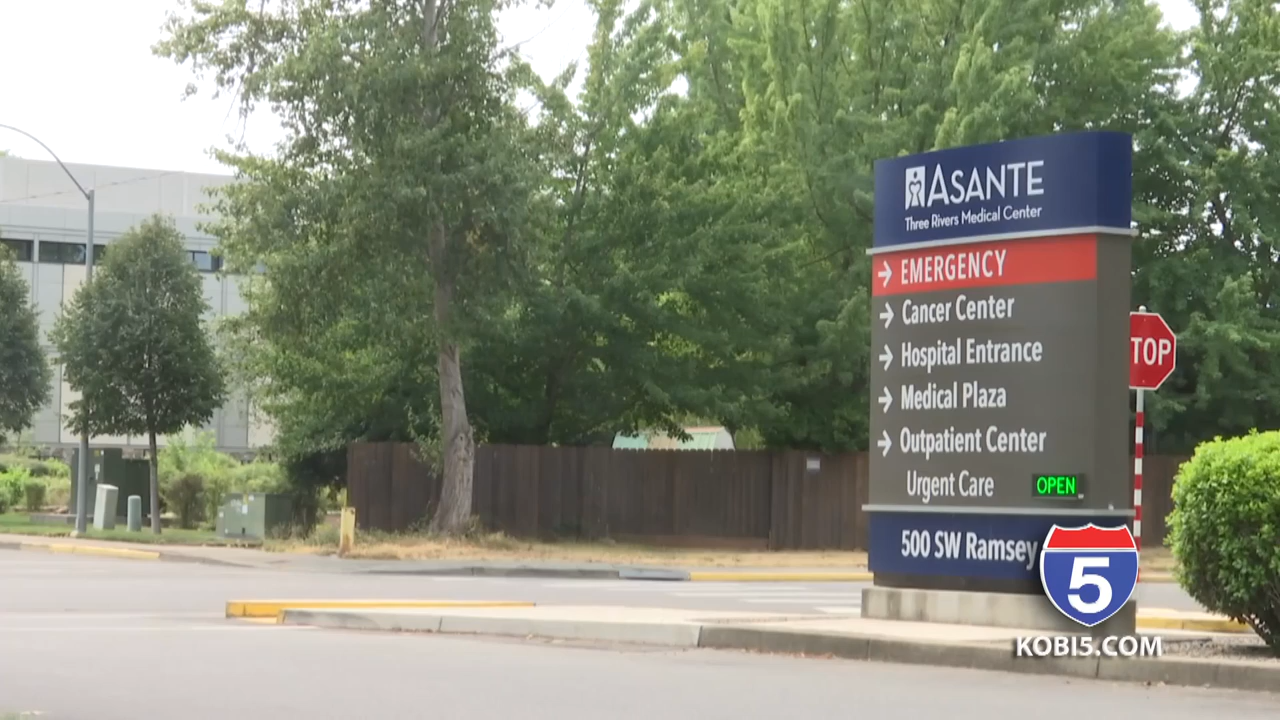 ASANTE
Three Rivers Medical Center
EMERGENCY
Cancer Center
Hospital Entrance
Medical Plaza
Outpatient Center
Urgent Care OPEN
500 SW Ramsey
TOP
5
KOBI5.COM